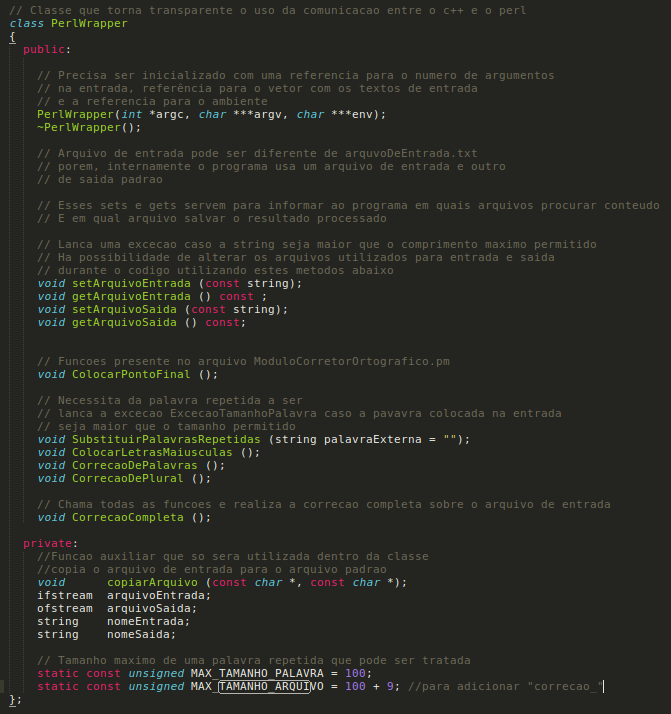 // Classe que torna transparente o uso da comunicacao entre o c++ e o perl
class PerlWrapper
{
public:
// Precisa ser inicializado com uma referencia para o numero de argumentos
// na entrada, referência para o vetor com os textos de entrada
// e a referencia para o ambiente
PerlWrapper(int *argc, char ***argv, char ***env);
~PerlWrapper();
// Arquivo de entrada pode ser diferente de arquvoDeEntrada.txt
// porem, internamente o programa usa um arquivo de entrada e outro
// de saida padrao
// Esses sets e gets servem para informar ao programa em quais arquivos procurar conteudo
// E em qual arquivo salvar o resultado processado
// Lanca uma excecao caso a string seja maior que o comprimento maximo permitido
// Ha possibilidade de alterar os arquivos utilizados para entrada e saida
// durante o codigo utilizando estes metodos abaixo
void setArquivoEntrada (const string);
void getArquivoEntrada () const ;
void setArquivoSaida (const string);
void getArquivoSaida () const;
// Funcoes presente no arquivo ModuloCorretorOrtografico.pm
void ColocarPontoFinal ();
// Necessita da palavra repetida a ser
// lanca a excecao ExcecaoTamanhoPalavra caso a pavavra colocada na entrada
// seja maior que o tamanho permitido
void SubstituirPalavrasRepetidas (string palavraExterna = "");
void ColocarLetrasMaiusculas ();
void CorrecaoDePalavras ();
void CorrecaoDePlural ();
// Chama todas as funcoes e realiza a correcao completa sobre o arquivo de entrada
void CorrecaoCompleta ();
private:
//Funcao auxiliar que so sera utilizada dentro da classe
//copia o arquivo de entrada para o arquivo padrao
void copiarArquivo (const char *, const char *);
ifstream arquivoEntrada;
ofstream arquivoSaida;
string nomeEntrada;
string nomeSaida;
// Tamanho maximo de uma palavra repetida que pode ser tratada
static const unsigned MAX_TAMANHO_PALAVRA = 100;
static const unsigned MAX_TAMANHO_ARQUIVO = 100 + 9; //para adicionar "correcao_"
};